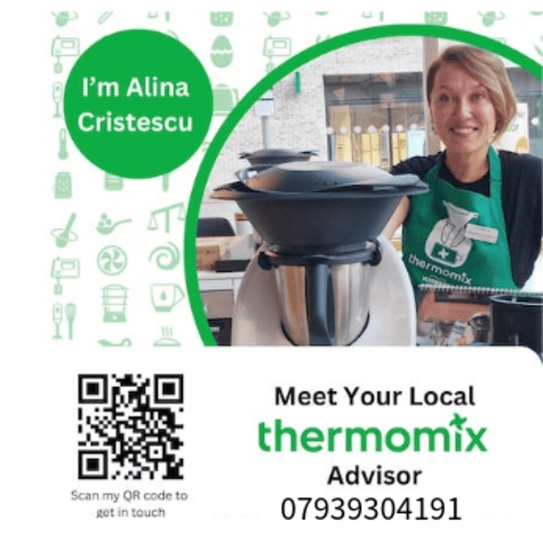 I'm Alina
Cristescu
thermomix
Meet Your Local
thermomix
Advisor
07939304191
Scan my QR code to
get in touch